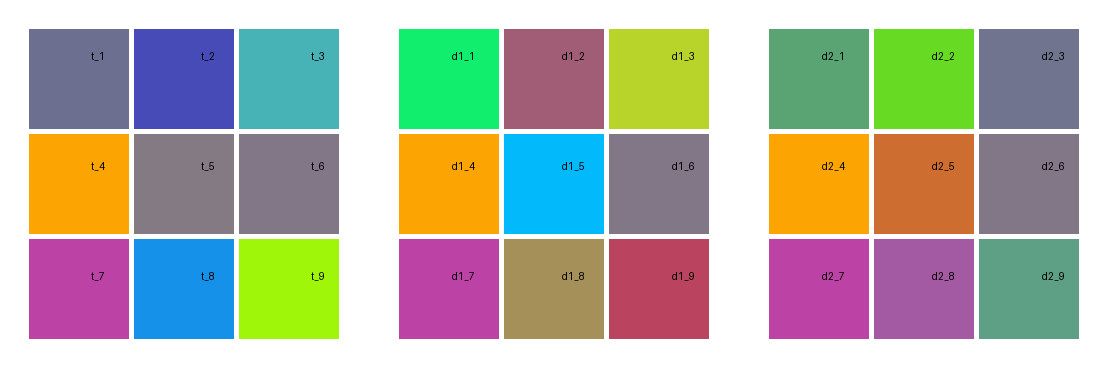 t_1 t_2 t_3 d1_1 d1_2 d1_3 d2_1 d2_2 d2_3
t_4 t_5 t_6 d1_4 d1_5 d1_6 d2_4 d2_5 d2_6
t_7 t_8 t_9 d1_7 d1_8 d1_9 d2_7 d2_8 d2_9